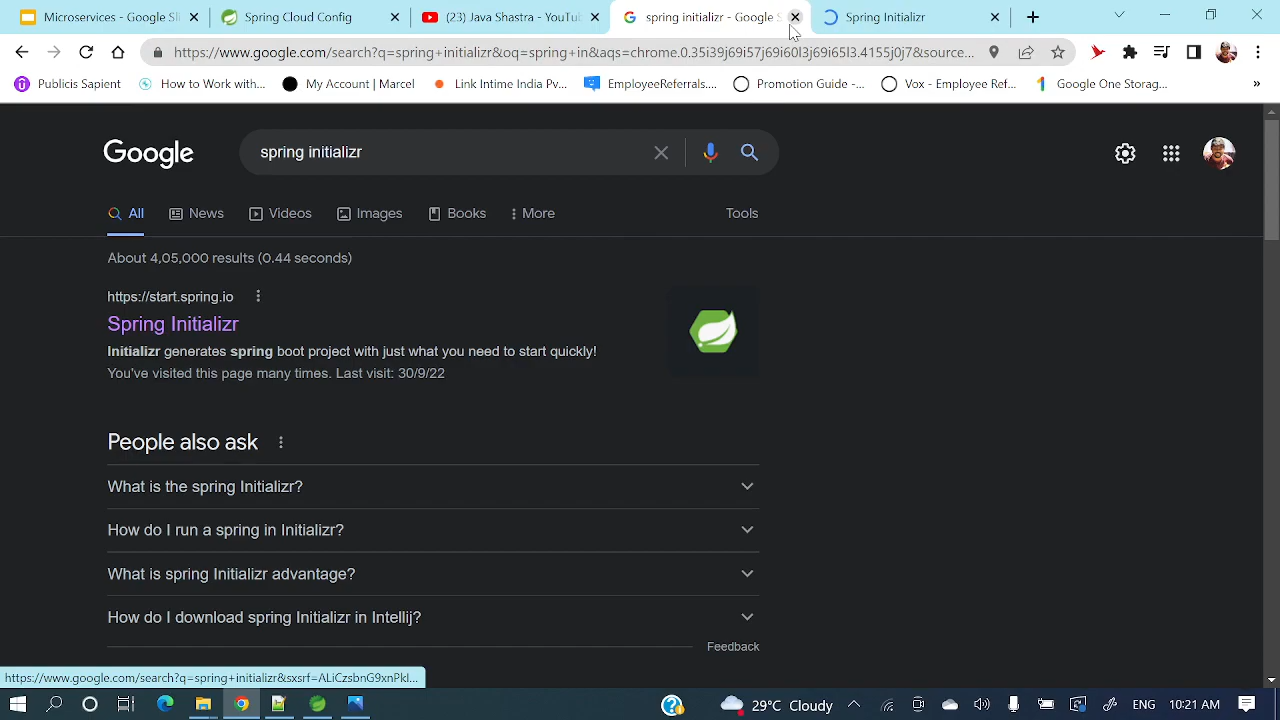 Microservices - Google Sli
Spring Cloud Config
(23) Java Shastra - YouTub
spring initializr - Google S
Spring Initializr
https://www.google.com/search?q=spring+initializr&oq=spring+in&aqs=chrome.0.35i39j69i57j69i60l3j69i65l3.4155j0j7&source...
Publicis Sapient
How to Work with...
My Account | Marcel
Link Intime India Pv...
EmployeeReferrals....
Promotion Guide -...
Vox - Employee Ref...
Google One Storag...
»
Google
spring initializr
All
News
Videos
Images
Books
More
Tools
About 4,05,000 results (0.44 seconds)
https://start.spring.io
Spring Initializr
Initializr generates spring boot project with just what you need to start quickly!
You've visited this page many times. Last visit: 30/9/22
People also ask
What is the spring Initializr?
How do I run a spring in Initializr?
What is spring Initializr advantage?
How do I download spring Initializr in Intellij?
Feedback
https://www.google.com/search?q=spring+initializr&sxsrf=ALiCzsbnG9xnPkI...
29°C Cloudy
ENG
10:21 AM